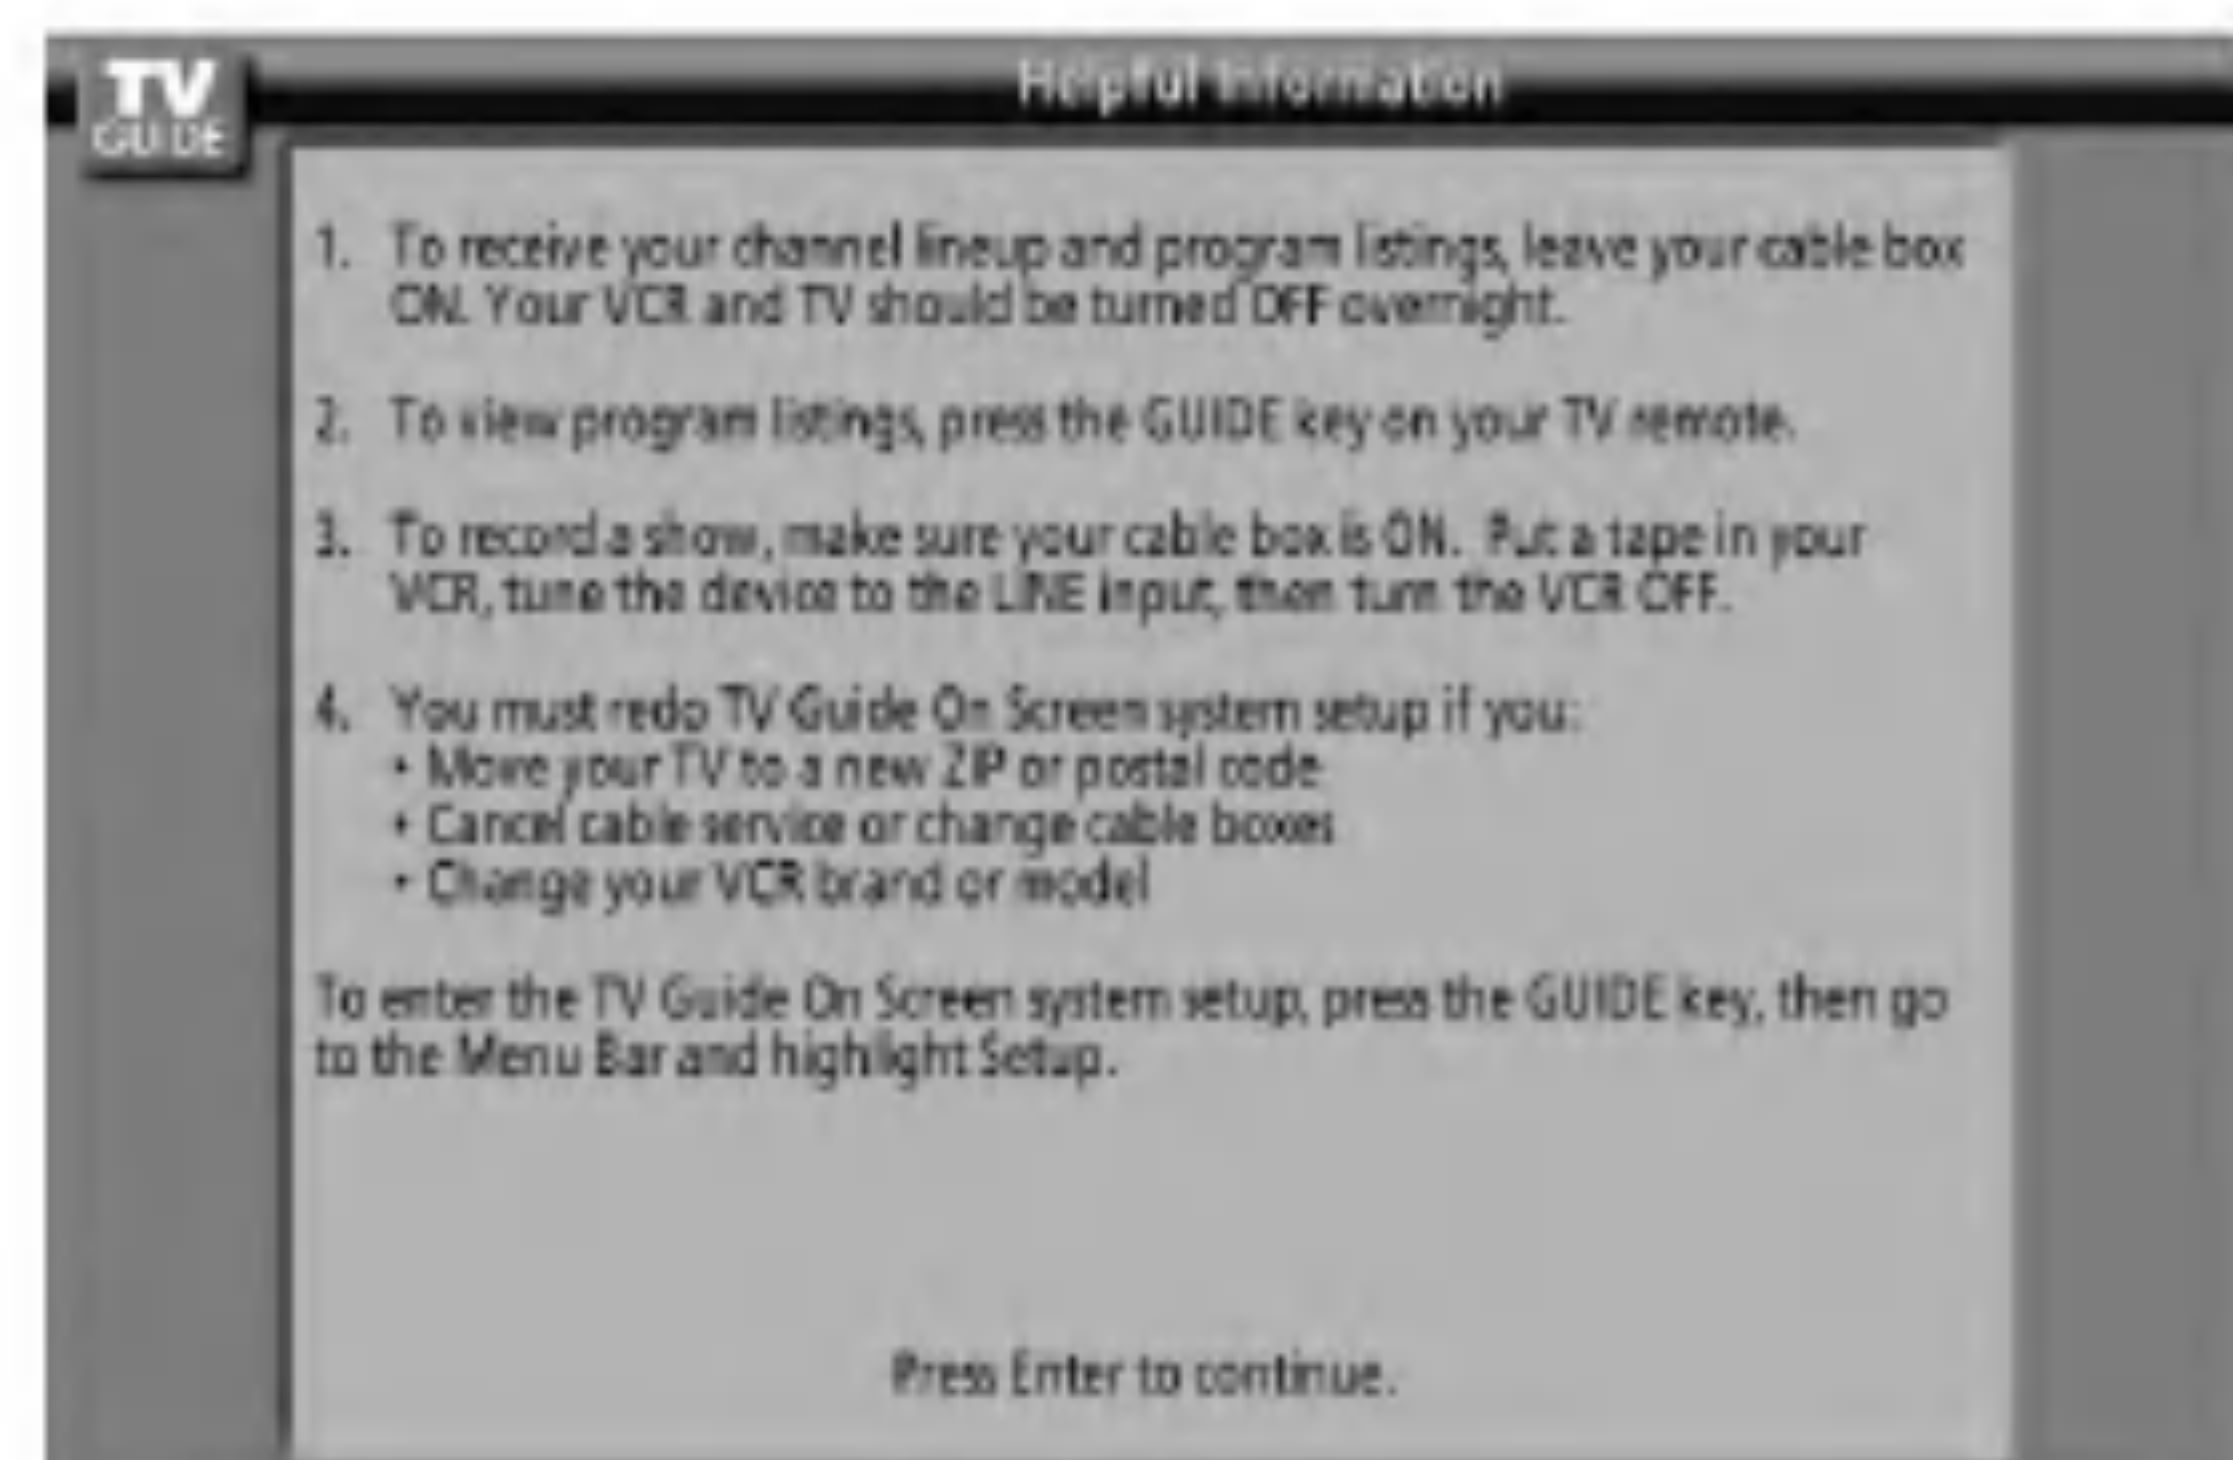 TV
GUIDE
Helpful Information
1. To receive your channel lineup and program listings, leave your cable box
ON. Your VCR and TV should be turned OFF overnight.
2. To view program listings, press the GUIDE key on your TV remote.
3. To record a show, make sure your cable box is ON. Put a tape in your
VCR, tune the device to the LINE input, then turn the VCR OFF.
4. You must redo TV Guide On Screen system setup if you:
• Move your TV to a new ZIP or postal code
• Cancel cable service or change cable boxes
• Change your VCR brand or model
To enter the TV Guide On Screen system setup, press the GUIDE key, then go
to the Menu Bar and highlight Setup.
Press Enter to continue.